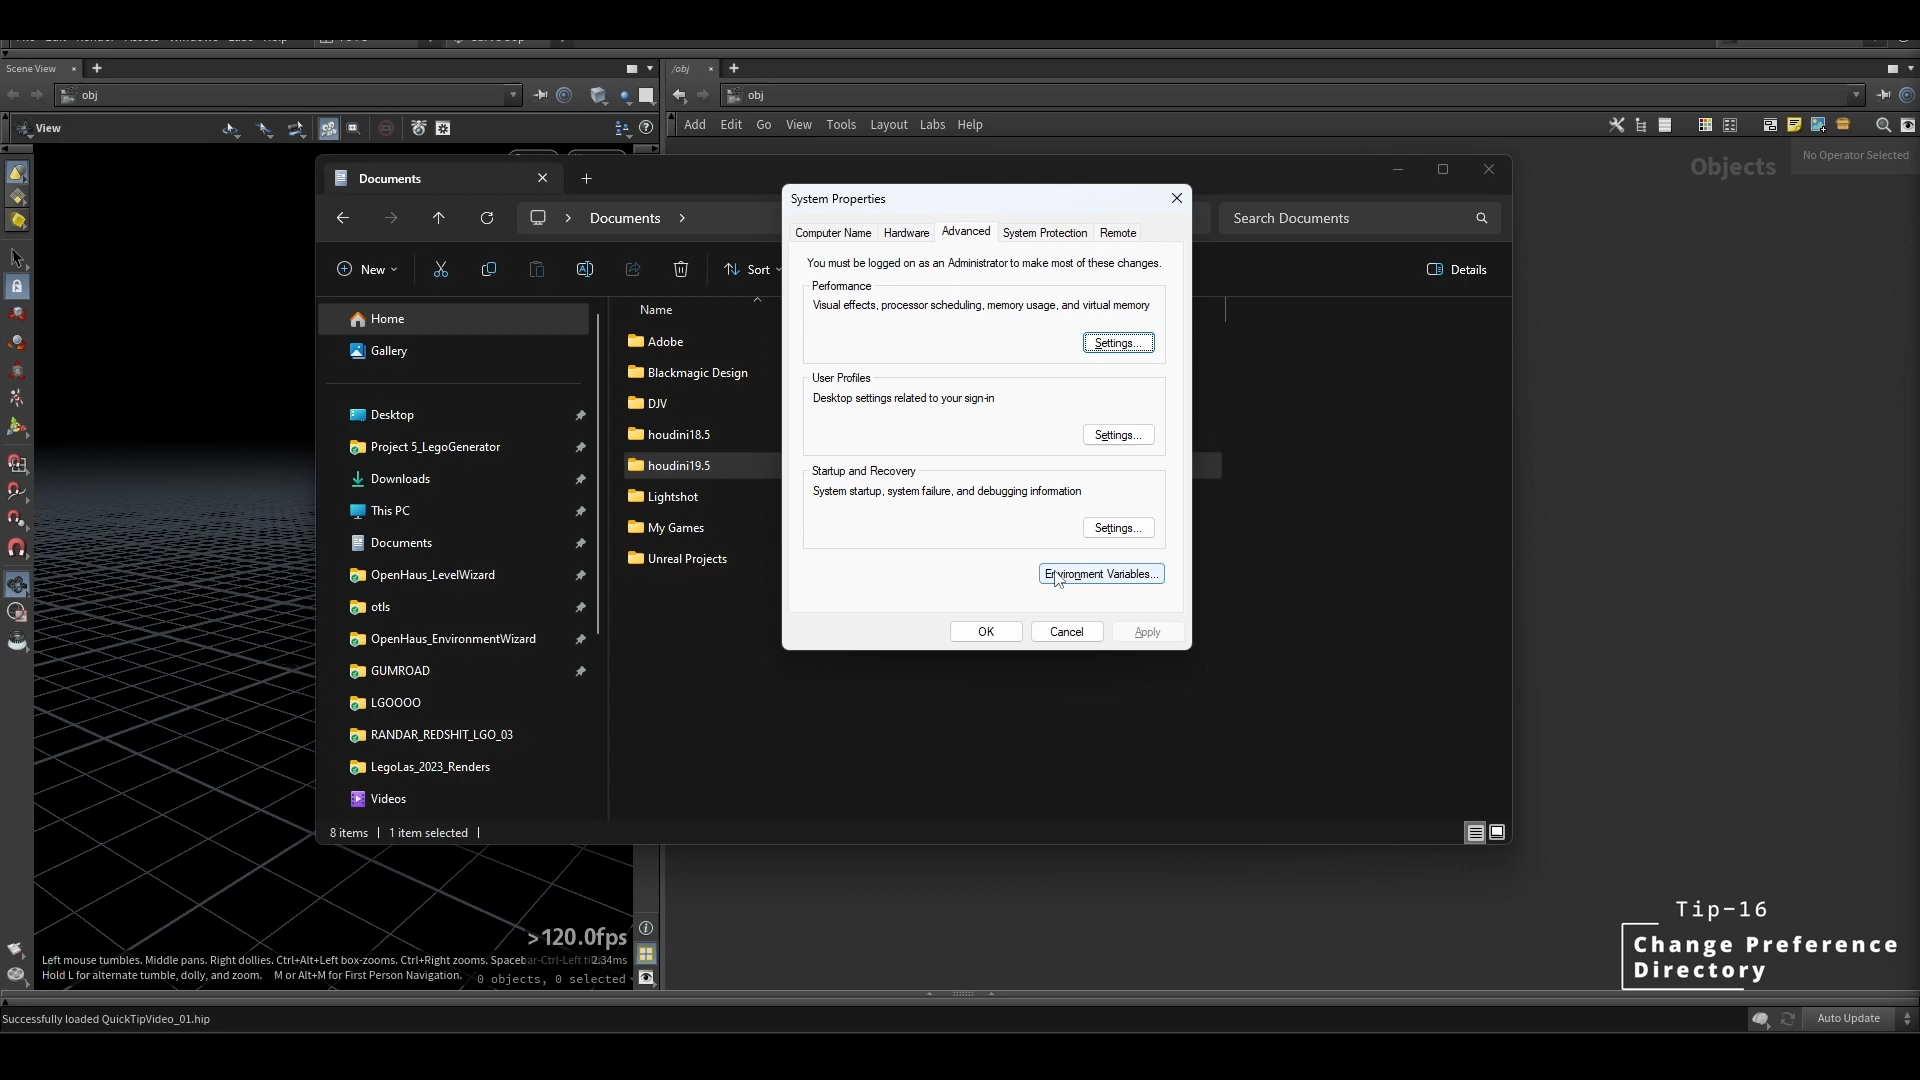 Scene View
/obj
obj
obj
View
Add Edit Go View Tools Layout Labs Help
No Operator Selected
Objects
Documents
Documents
Search Documents
New
Sort
Details
Home
Gallery
Desktop
Project 5_LegoGenerator
Downloads
This PC
Documents
OpenHaus_LevelWizard
otls
OpenHaus_EnvironmentWizard
GUMROAD
LGOOOO
RANDAR_REDSHIT_LGO_03
LegoLas_2023_Renders
Videos
Name
Adobe
Blackmagic Design
DJV
houdini18.5
houdini19.5
Lightshot
My Games
Unreal Projects
8 items
1 item selected
System Properties
Computer Name Hardware Advanced System Protection Remote
You must be logged on as an Administrator to make most of these changes.
Performance
Visual effects, processor scheduling, memory usage, and virtual memory
Settings...
User Profiles
Desktop settings related to your sign-in
Settings...
Startup and Recovery
System startup, system failure, and debugging information
Settings...
Environment Variables...
OK Cancel Apply
>120.0fps
2.34ms
Left mouse tumbles. Middle pans. Right dollies. Ctrl+Alt+Left box-zooms. Ctrl+Right zooms.
Hold L for alternate tumble, dolly, and zoom. M or Alt+M for First Person Navigation.
0 objects, 0 selected
Tip-16
Change Preference
Directory
Successfully loaded QuickTipVideo_01.hip
Auto Update